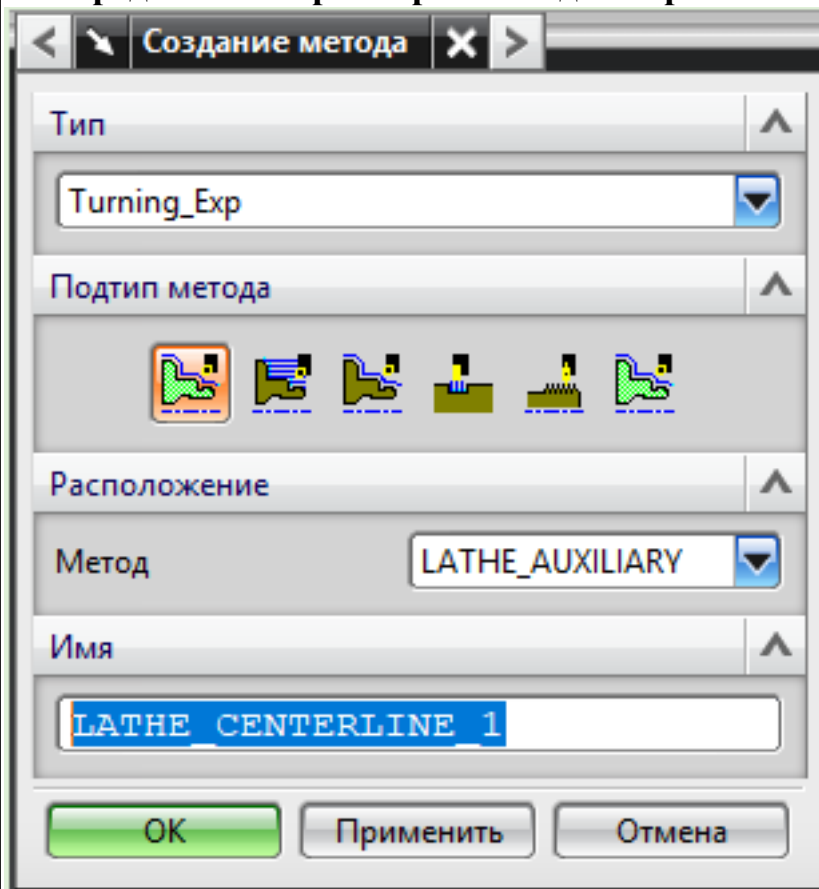 Создание метода
Тип
Turning_Exp
Подтип метода
Расположение
Метод LATHE_AUXILIARY
Имя
LATHE_CENTERLINE_1
OK Применить Отмена